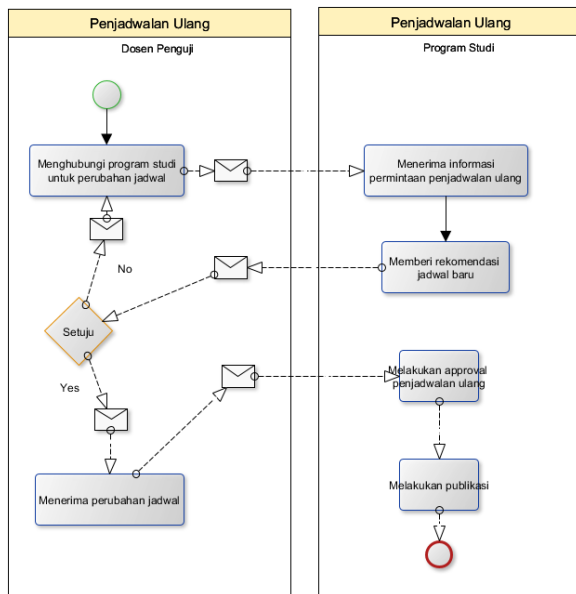 Penjadwalan Ulang
Dosen Penguji
Menghubungi program studi
untuk perubahan jadwal
No
Setuju
Yes
Menerima perubahan jadwal
Penjadwalan Ulang
Program Studi
Menerima informasi
permintaan penjadwalan ulang
Memberi rekomendasi
jadwal baru
Melakukan approval
penjadwalan ulang
Melakukan publikasi